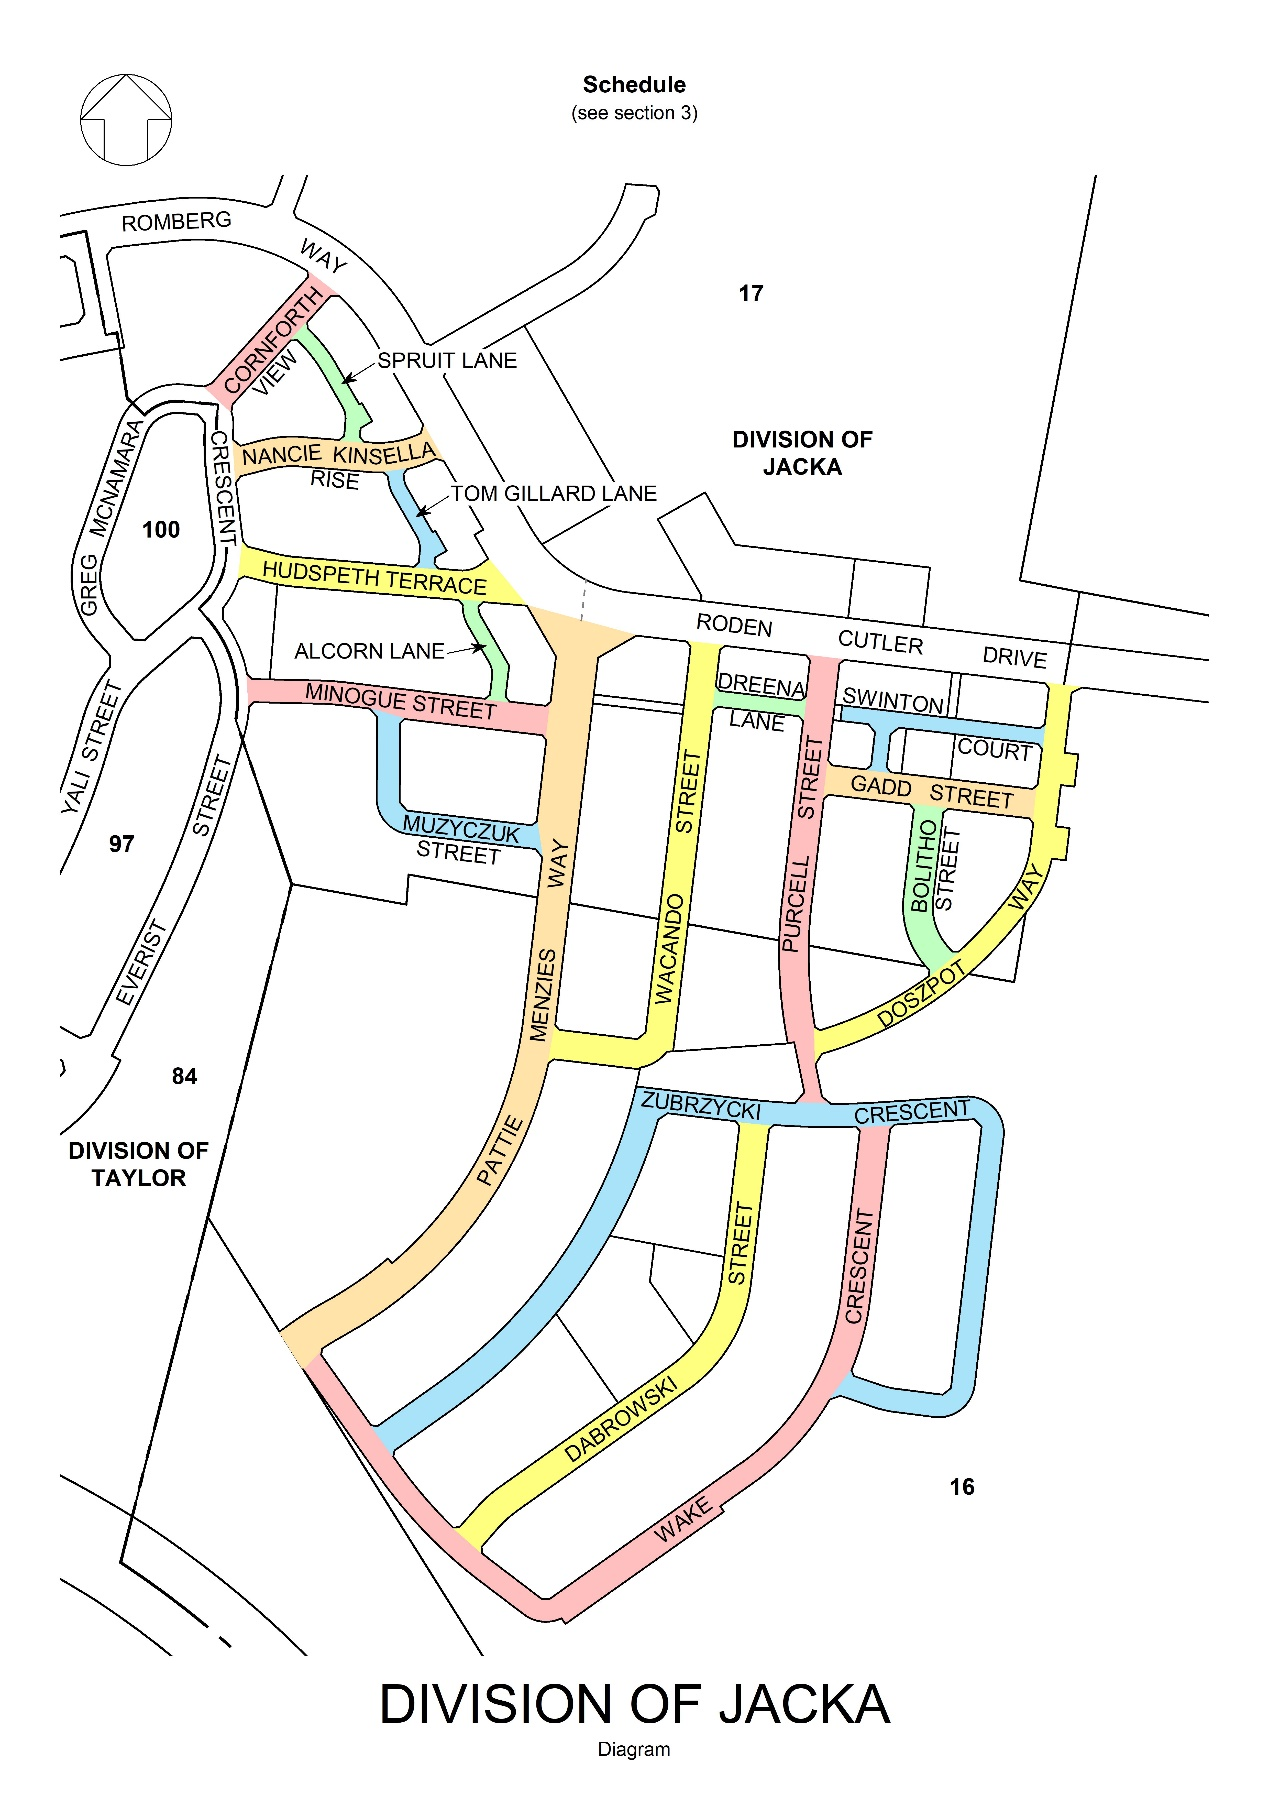 Schedule
(see section 3)
ROMBERG WAY
17
CORNFORTH
VIEW
SPRUIT LANE
DIVISION OF
JACKA
GREG MCNAMARA CRESCENT
NANCIE KINSELLA
RISE
TOM GILLARD LANE
100
HUDSPETH TERRACE
RODEN CUTLER DRIVE
ALCORN LANE
MINOGUE STREET
DREENA
LANE
SWINTON
COURT
YALI STREET
GADD STREET
MUZYCZUK
STREET
97
EVERIST STREET
BOLITHO
STREET
PATTIE MENZIES WAY
WACANDO STREET
PURCELL STREET
DOSZPOT WAY
84
DIVISION OF
TAYLOR
ZUBRZYCKI CRESCENT
DABROWSKI STREET
WAKE CRESCENT
16
DIVISION OF JACKA
Diagram